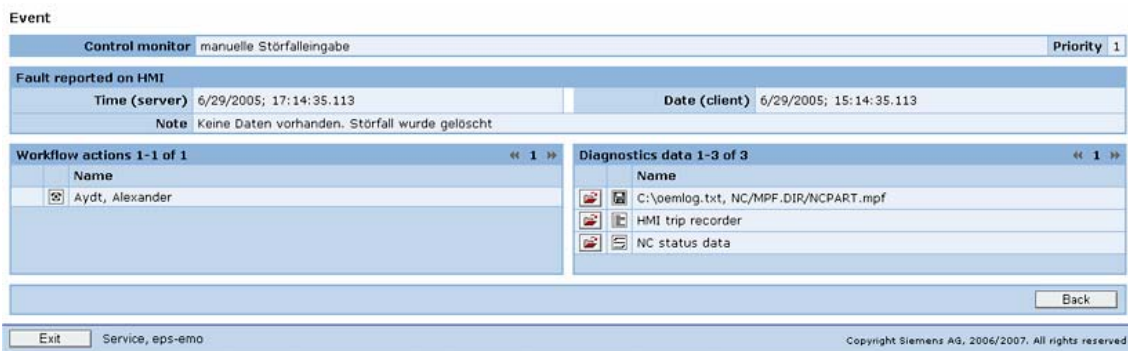 Event
Control monitor manuelle Störfalleingabe Priority 1
Fault reported on HMI
Time (server) 6/29/2005; 17:14:35.113 Date (client) 6/29/2005; 15:14:35.113
Note Keine Daten vorhanden. Störfall wurde gelöscht
Workflow actions 1-1 of 1 1
Name
Aydt, Alexander
Diagnostics data 1-3 of 3 1
Name
C:\oemlog.txt, NC/MPF.DIR/NCPART.mpf
HMI trip recorder
NC status data
Back
Exit Service, eps-emo Copyright Siemens AG, 2006/2007. All rights reserved